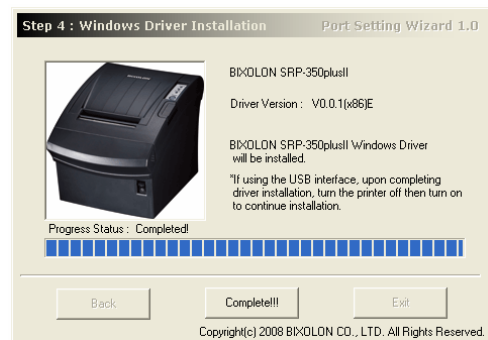 Step 4 : Windows Driver Installation Port Setting Wizard 1.0
BIXOLON SRP-350plusII
Driver Version : V0.0.1(x86)E
BIXOLON SRP-350plusII Windows Driver
will be installed.
"If using the USB interface, upon completing
driver installation, turn the printer off then turn on
to continue installation.
Progress Status : Completed!
Back Complete!!! Exit
Copyright(c) 2008 BIXOLON CO., LTD. All Rights Reserved.